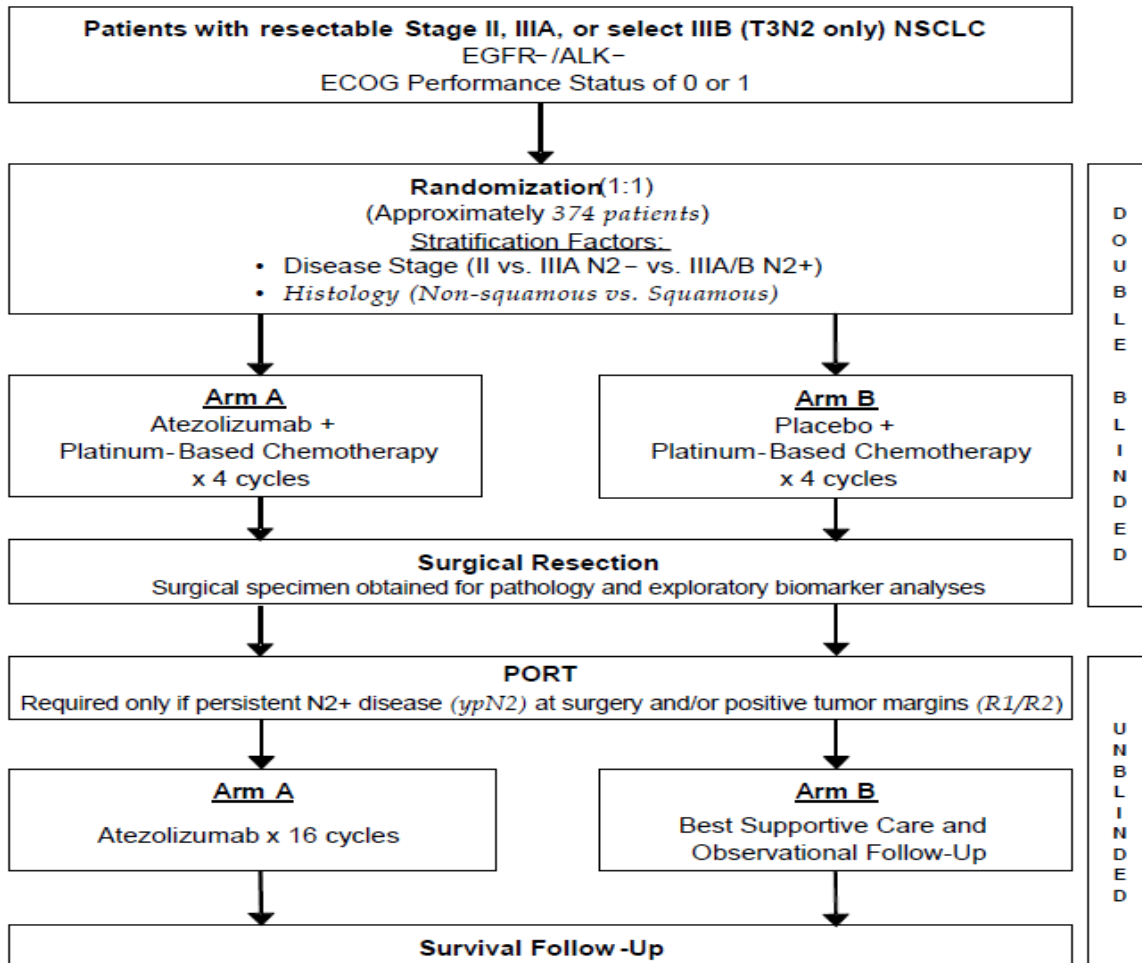 Patients with resectable Stage II, IIIA, or select IIIB (T3N2 only) NSCLC
EGFR−/ALK−
ECOG Performance Status of 0 or 1
Randomization(1:1)
(Approximately 374 patients)
Stratification Factors:
• Disease Stage (II vs. IIIA N2− vs. IIIA/B N2+)
• Histology (Non-squamous vs. Squamous)
DOUBLE BLINDED
Arm A
Atezolizumab +
Platinum-Based Chemotherapy
x 4 cycles
Arm B
Placebo +
Platinum-Based Chemotherapy
x 4 cycles
Surgical Resection
Surgical specimen obtained for pathology and exploratory biomarker analyses
PORT
Required only if persistent N2+ disease (ypN2) at surgery and/or positive tumor margins (R1/R2)
UNBLINDED
Arm A
Atezolizumab x 16 cycles
Arm B
Best Supportive Care and
Observational Follow-Up
Survival Follow-Up